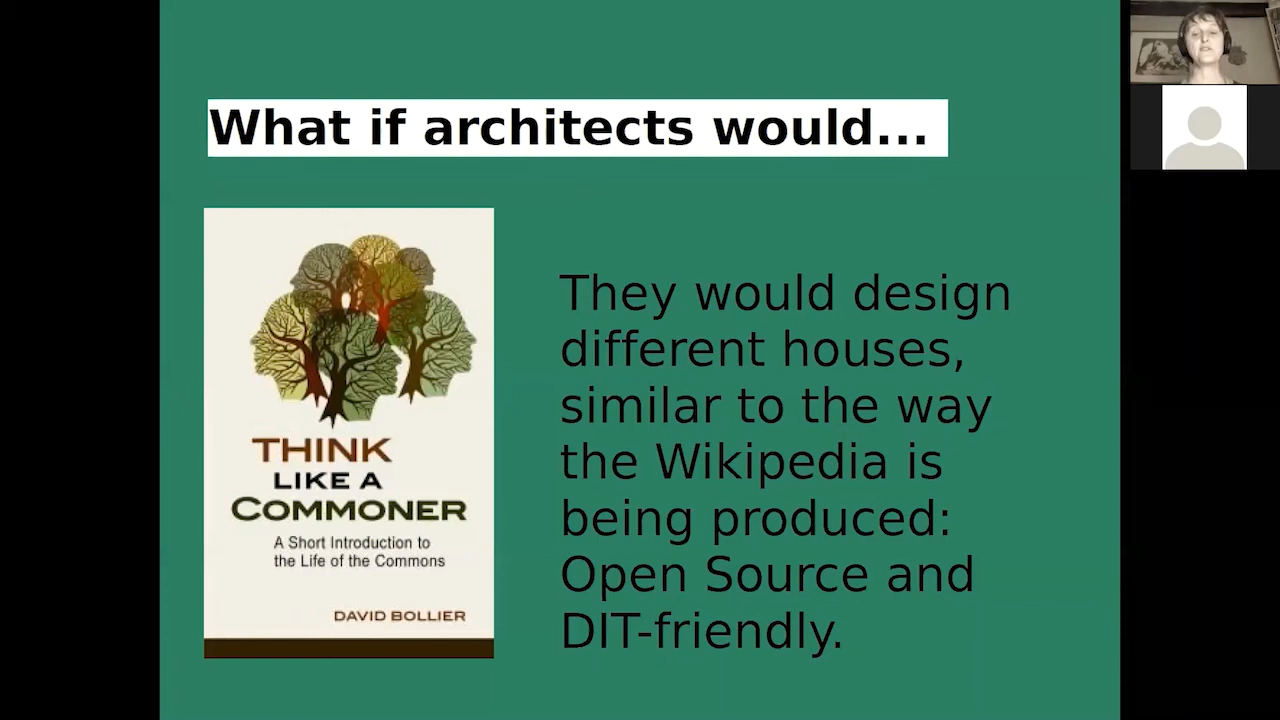 What if architects would...
THINK
LIKE A
COMMONER
A Short Introduction to
the Life of the Commons
DAVID BOLLIER
They would design
different houses,
similar to the way
the Wikipedia is
being produced:
Open Source and
DIT-friendly.